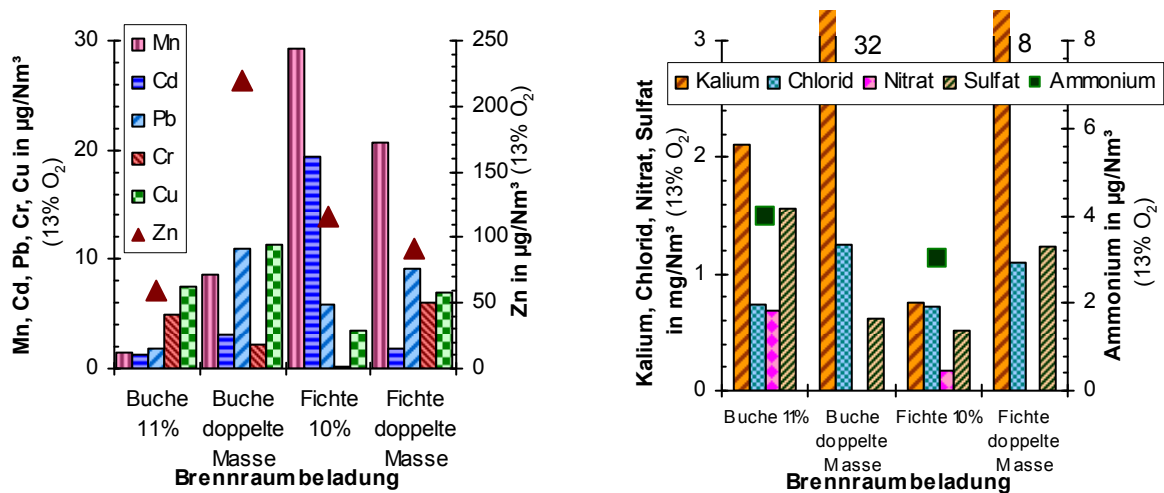 Mn, Cd, Pb, Cr, Cu in µg/Nm³
(13% O₂)
30
20
10
0
Mn
Cd
Pb
Cr
Cu
Zn
250
200
150
100
50
0
Zn in µg/Nm³ (13% O₂)
Buche
11%
Buche
doppelte
Masse
Fichte
10%
Fichte
doppelte
Masse
Brennraumbeladung
Kalium, Chlorid, Nitrat, Sulfat
in mg/Nm³ (13% O₂)
3
2
1
0
32
8
Kalium
Chlorid
Nitrat
Sulfat
Ammonium
8
6
4
2
0
Ammonium in µg/Nm³
(13% O₂)
Buche 11%
Buche
doppelte
Masse
Fichte 10%
Fichte
doppelte
Masse
Brennraumbeladung